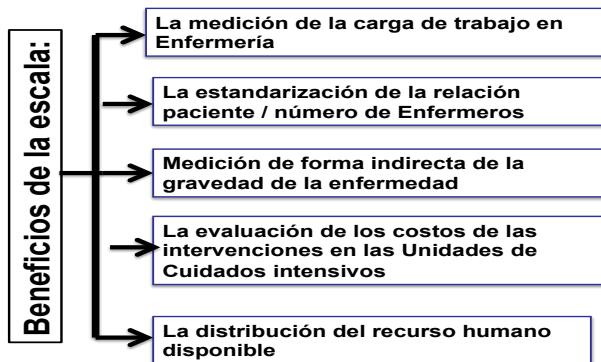 Beneficios de la escala:
La medición de la carga de trabajo en
Enfermería
La estandarización de la relación
paciente / número de Enfermeros
Medición de forma indirecta de la
gravedad de la enfermedad
La evaluación de los costos de las
intervenciones en las Unidades de
Cuidados intensivos
La distribución del recurso humano
disponible